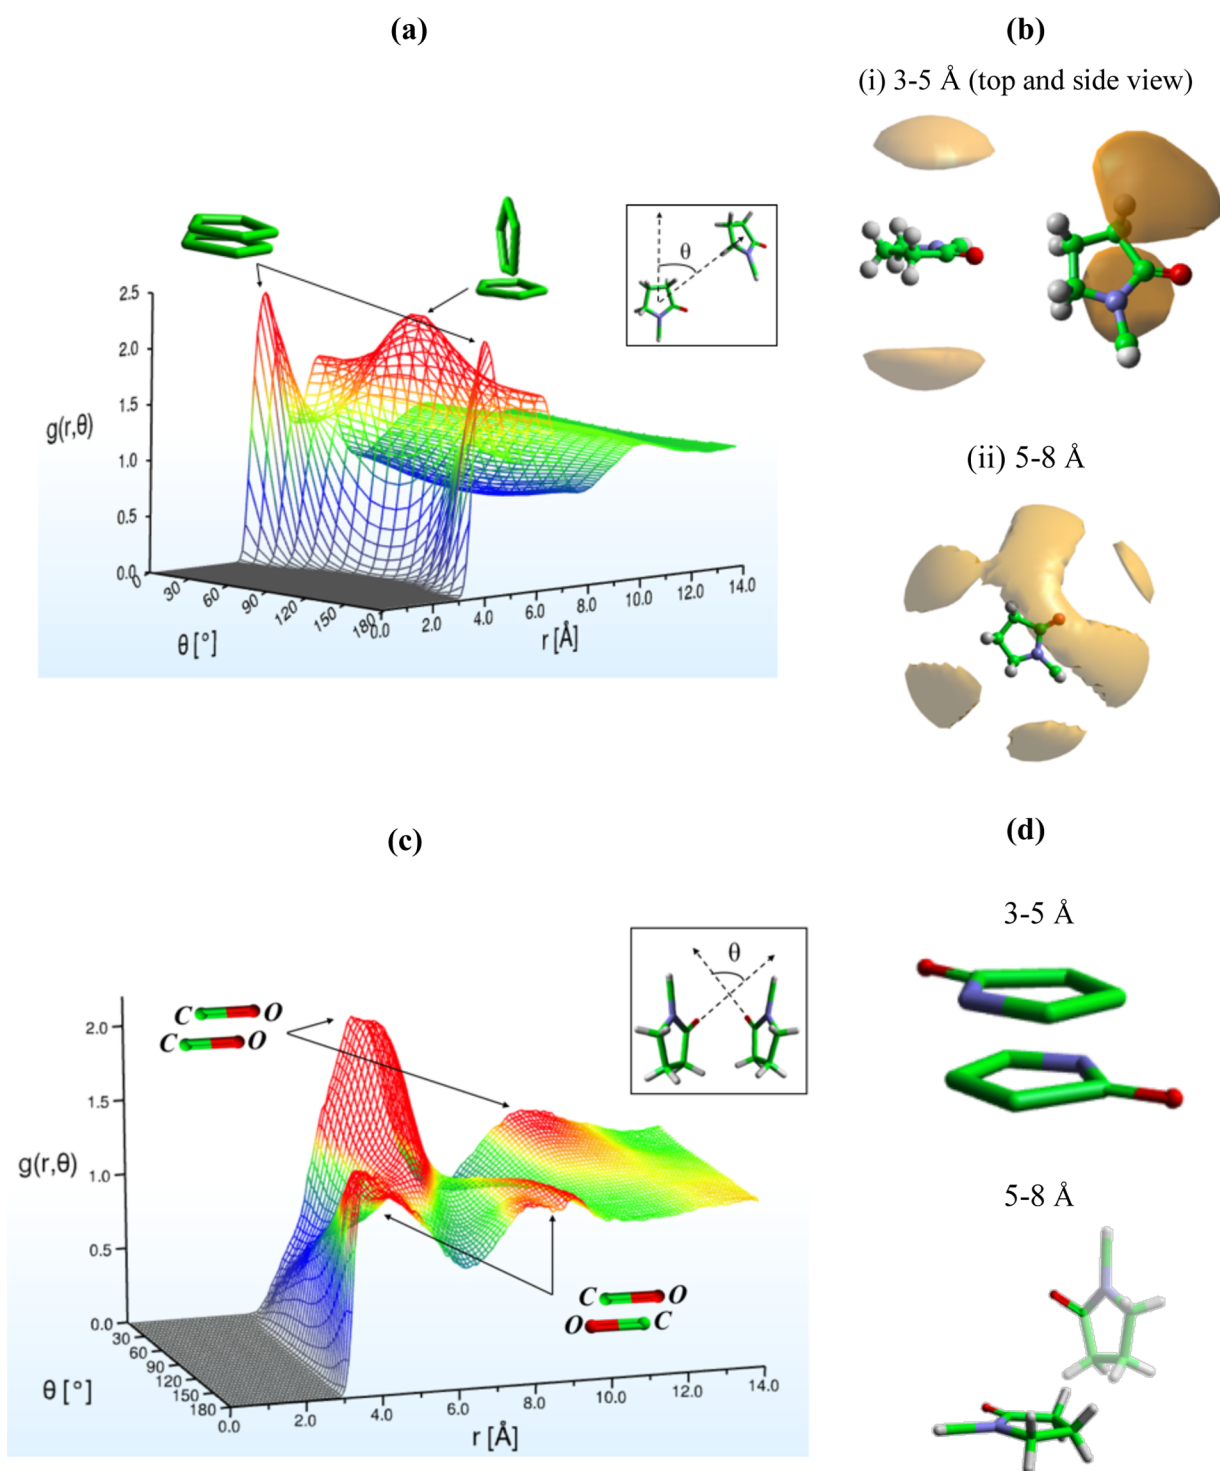 (a)
(b)
(i) 3-5 Å (top and side view)
θ
2.5
2.0
1.5
1.0
0.5
0.0
g(r,θ)
0
30
60
90
120
150
180
θ [°]
0.0
2.0
4.0
6.0
8.0
10.0
12.0
14.0
r [Å]
(ii) 5-8 Å
(c)
(d)
3-5 Å
θ
C O
C O
2.0
1.5
1.0
0.5
0.0
g(r,θ)
5-8 Å
C O
O C
30
60
90
120
150
180
θ [°]
0.0
2.0
4.0
6.0
8.0
10.0
12.0
14.0
r [Å]